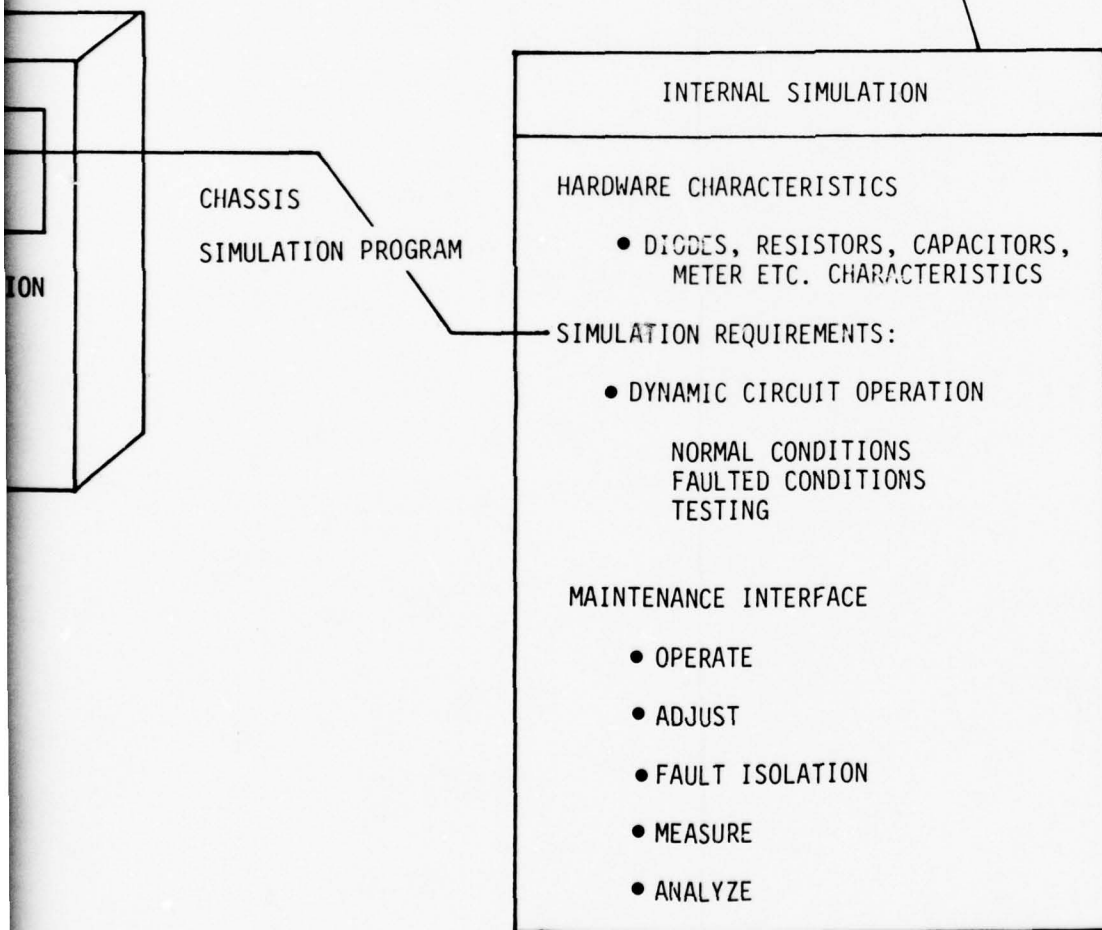 ION
CHASSIS
SIMULATION PROGRAM
INTERNAL SIMULATION
HARDWARE CHARACTERISTICS
• DIODES, RESISTORS, CAPACITORS,
METER ETC. CHARACTERISTICS
SIMULATION REQUIREMENTS:
• DYNAMIC CIRCUIT OPERATION
NORMAL CONDITIONS
FAULTED CONDITIONS
TESTING
MAINTENANCE INTERFACE
• OPERATE
• ADJUST
• FAULT ISOLATION
• MEASURE
• ANALYZE